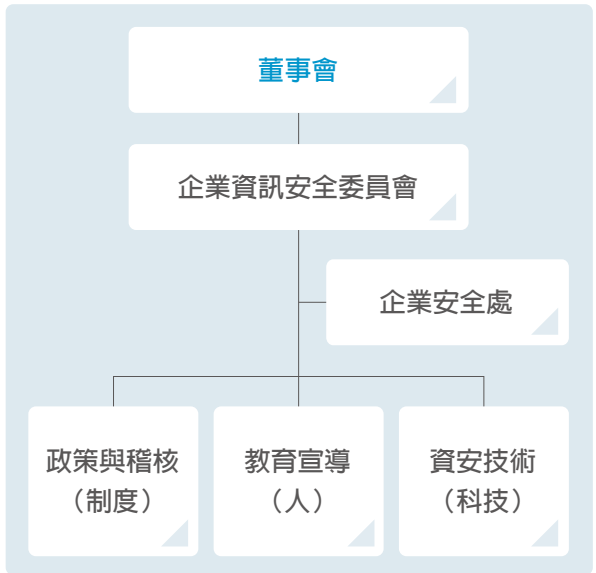 董事會
企業資訊安全委員會
企業安全處
政策與稽核
（制度）
教育宣導
（人）
資安技術
（科技）